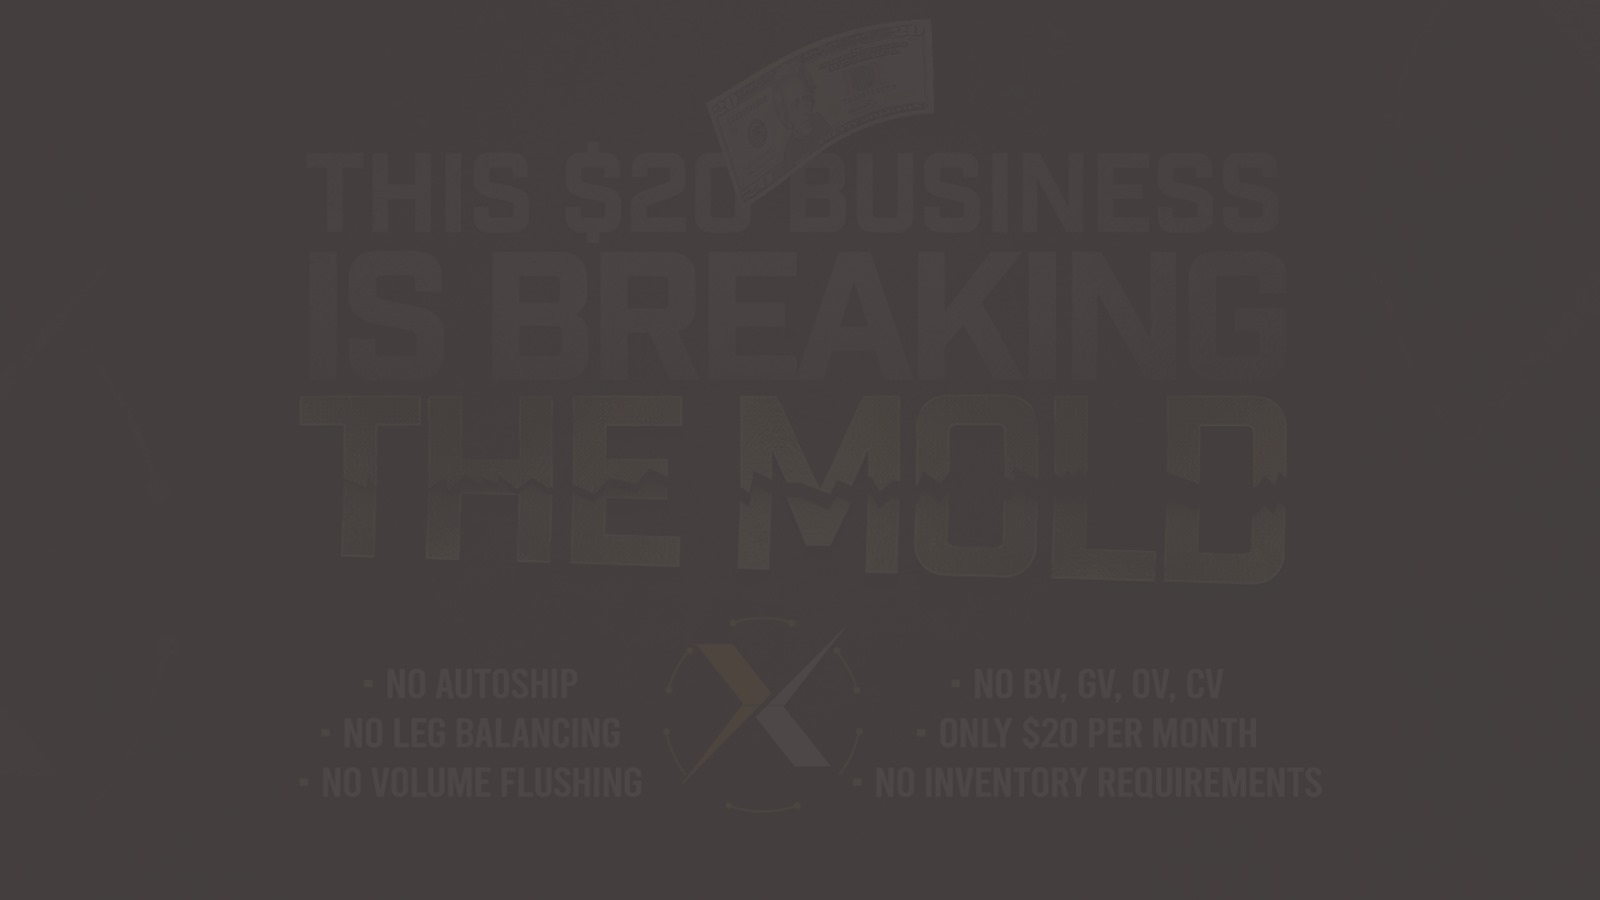 THIS $20 BUSINESS
IS BREAKING
THE MOLD
- NO AUTOSHIP
- NO LEG BALANCING
- NO VOLUME FLUSHING
- NO BV, GV, OV, CV
- ONLY $20 PER MONTH
- NO INVENTORY REQUIREMENTS